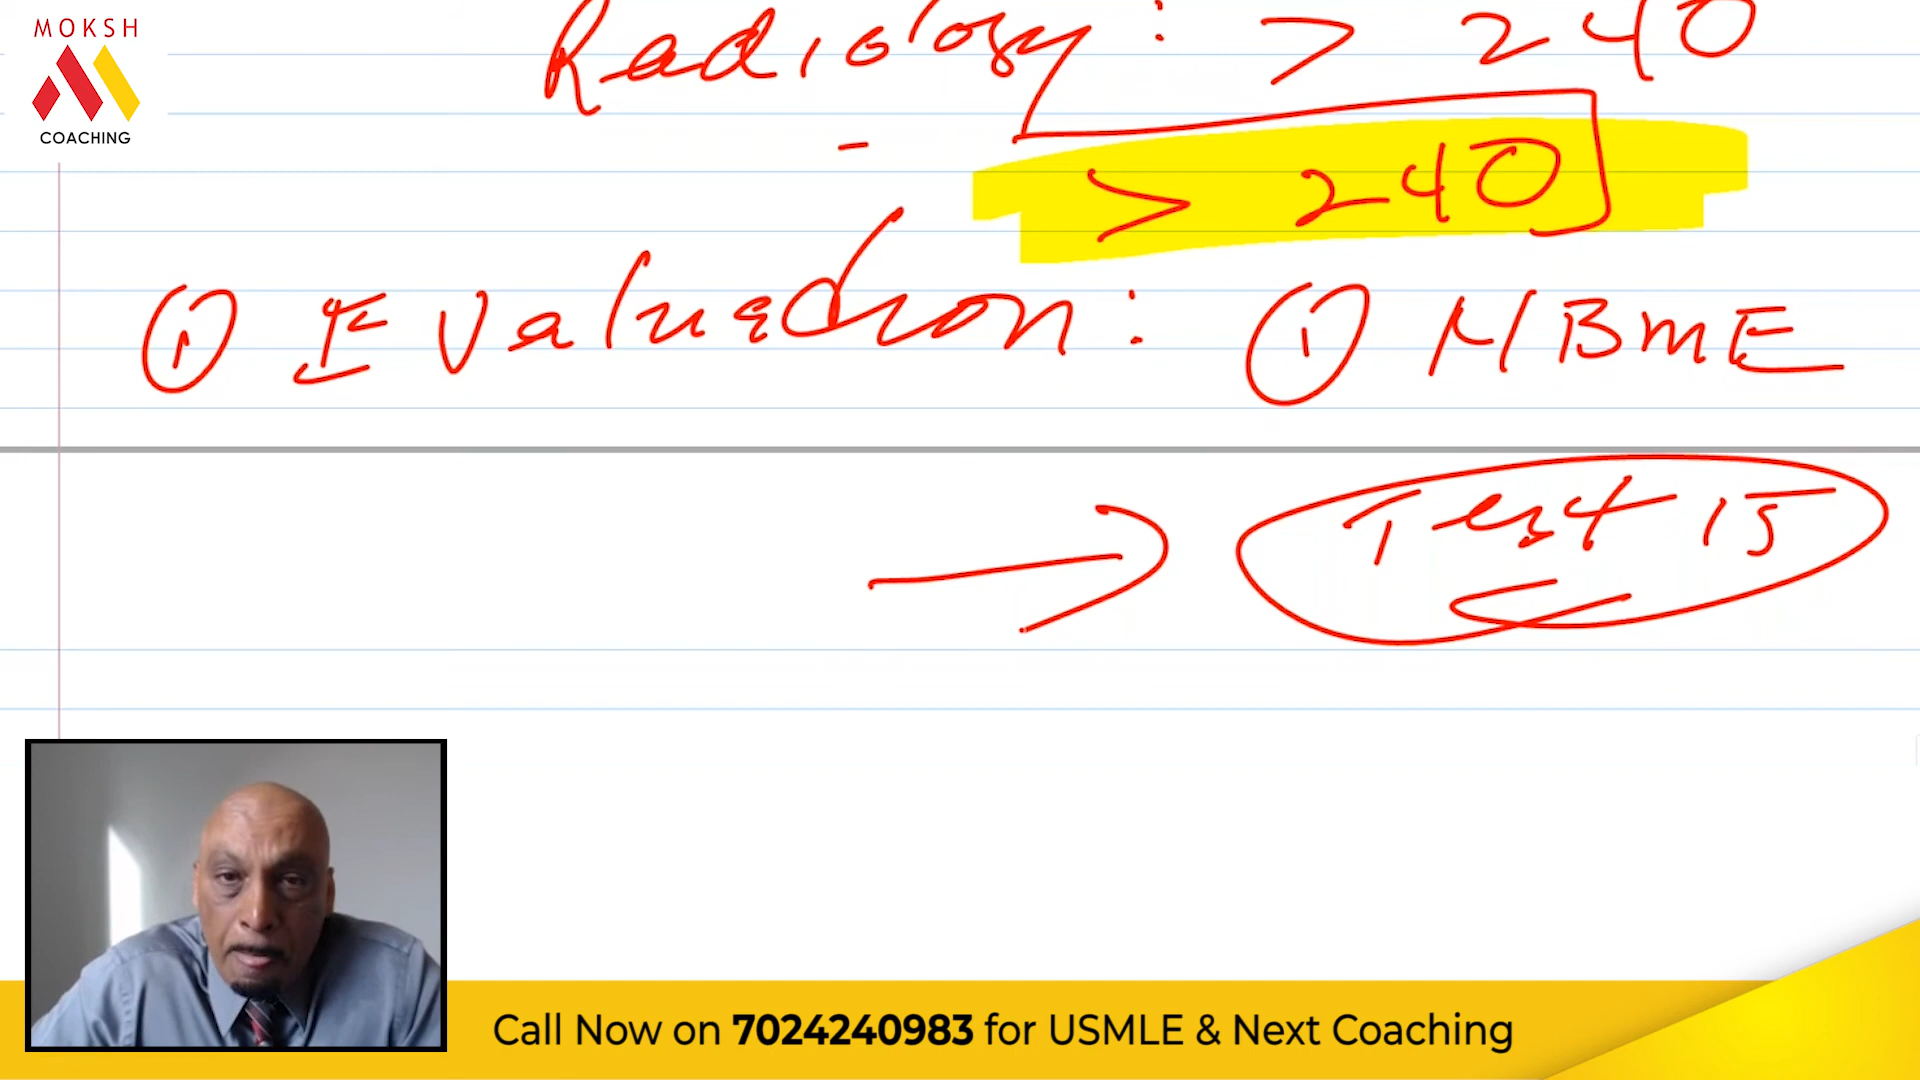 MOKSH
COACHING
Radiology: > 240
> 240
① Evaluation: ① NBME
Test 15
Call Now on 7024240983 for USMLE & Next Coaching